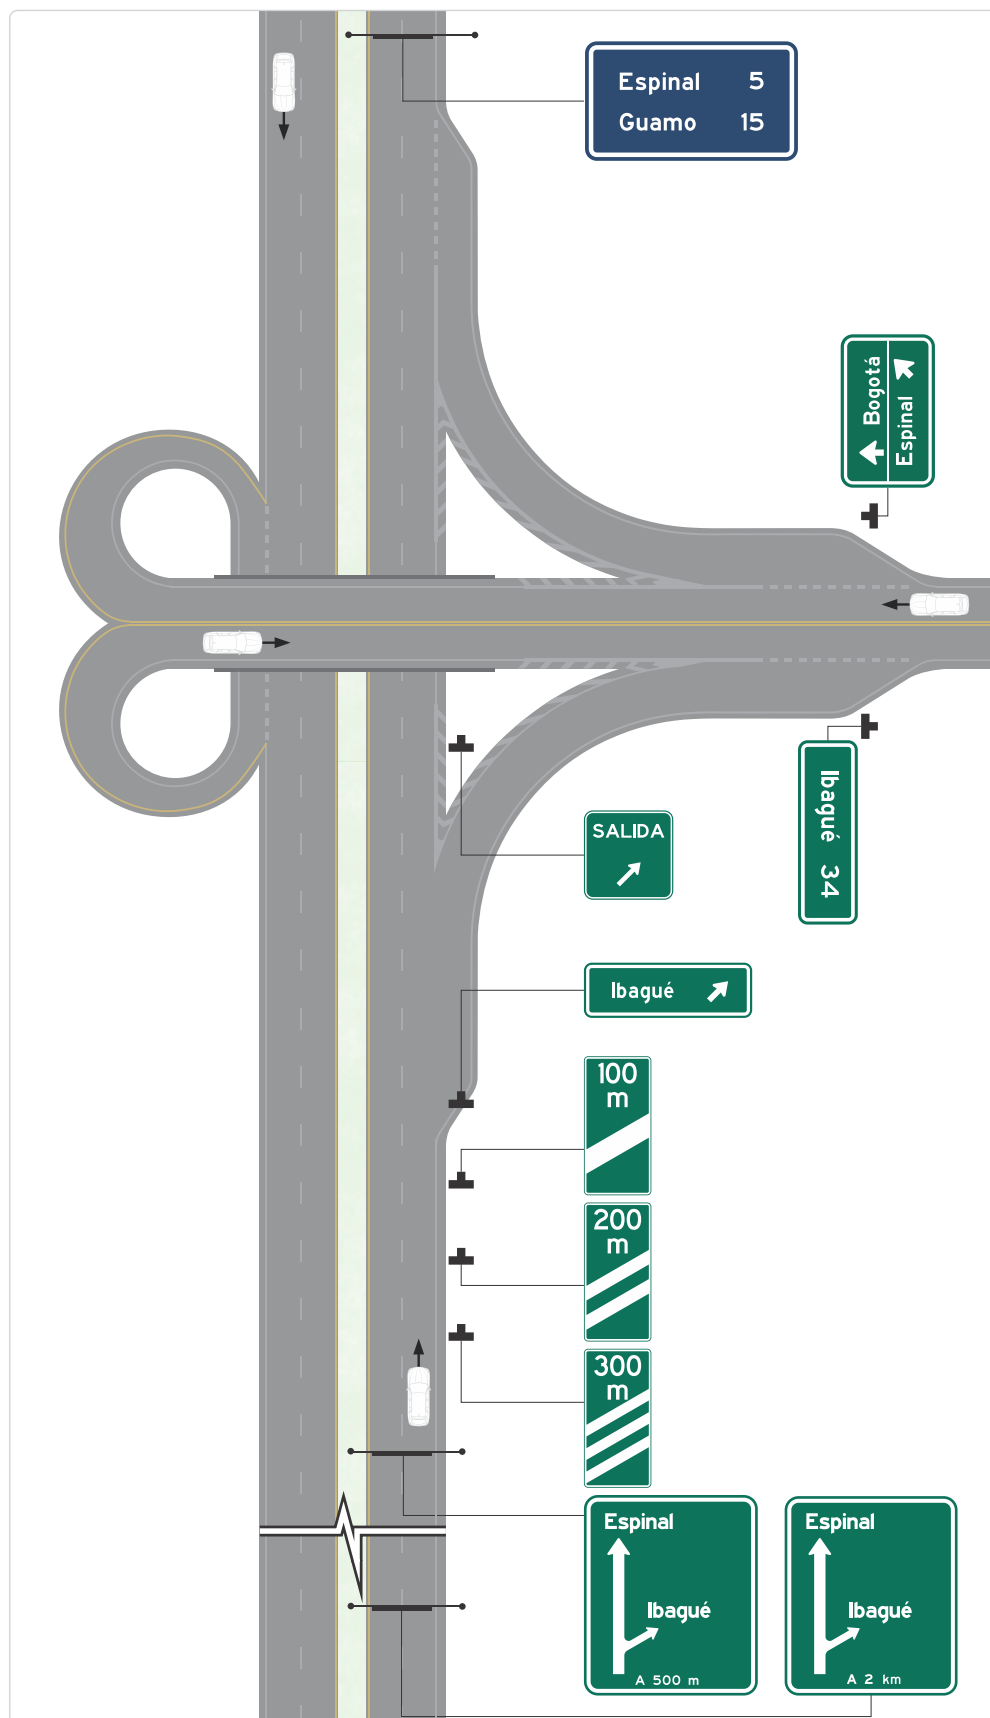 Espinal 5
Guamo 15
Bogotá
Espinal
Ibagué 34
SALIDA
Ibagué
100
m
200
m
300
m
Espinal
Ibagué
A 500 m
Espinal
Ibagué
A 2 km